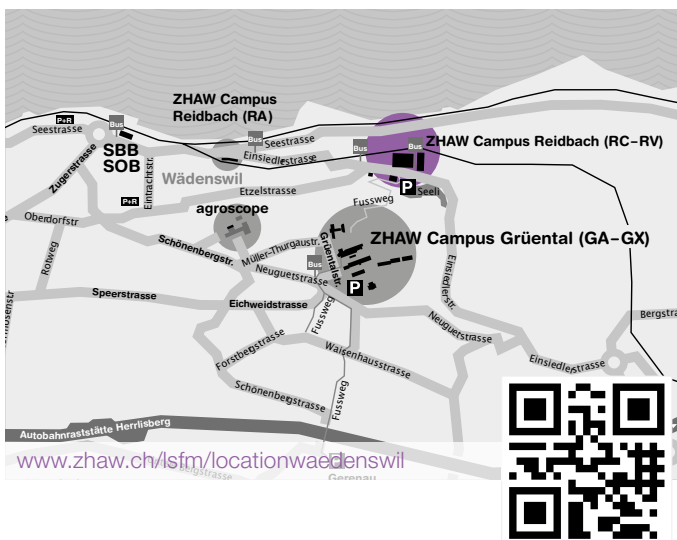 ZHAW Campus
Reidbach (RA)
P+R
Bus
Seestrasse
SBB
SOB
Bus
Seestrasse
Bus
Bus
ZHAW Campus Reidbach (RC–RV)
Einsiedlerstrasse
Zugerstrasse
Eintrachtstr.
Wädenswil
P+R
Etzelstrasse
P
Seeli
Fussweg
agroscope
Oberdorfstr
Rotweg
Schönenbergstr.
Müller-Thurgaustr.
Grüentalstr.
ZHAW Campus Grüental (GA–GX)
Bus
Neuguetstrasse
P
Einsiedlerstr.
Speerstrasse
Eichweidstrasse
Fussweg
Neuguetstrasse
Bergstra
Forstbergstrasse
Waisenhausstrasse
Einsiedlerstrasse
Schönenbergstrasse
Fussweg
Autobahnraststätte Herrlisberg
www.zhaw.ch/lsfm/locationwaedenswil
Gerenau